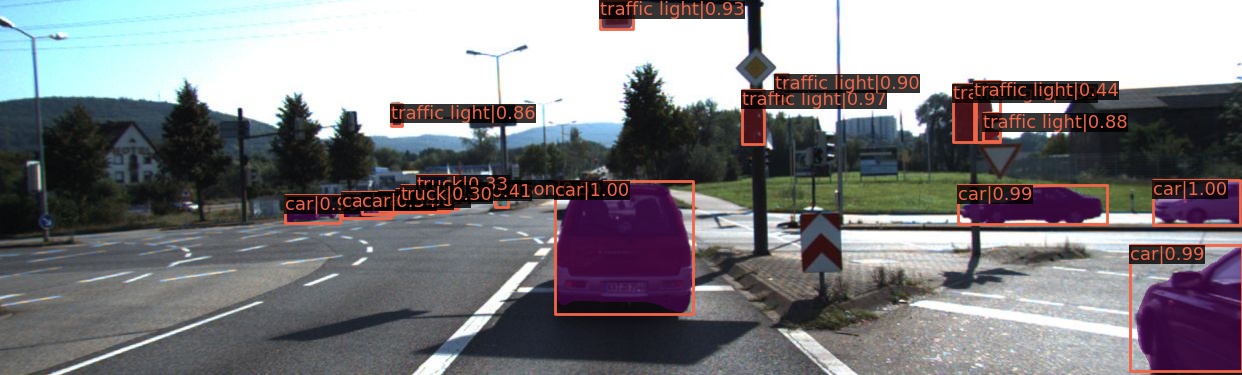 traffic light|0.93
traffic light|0.90
traffic light|0.97
traffic light|0.44
traffic light|0.86
traffic light|0.88
truck|0.33
truck|0.30
car|1.00
car|0.99
car|1.00
car|0.99